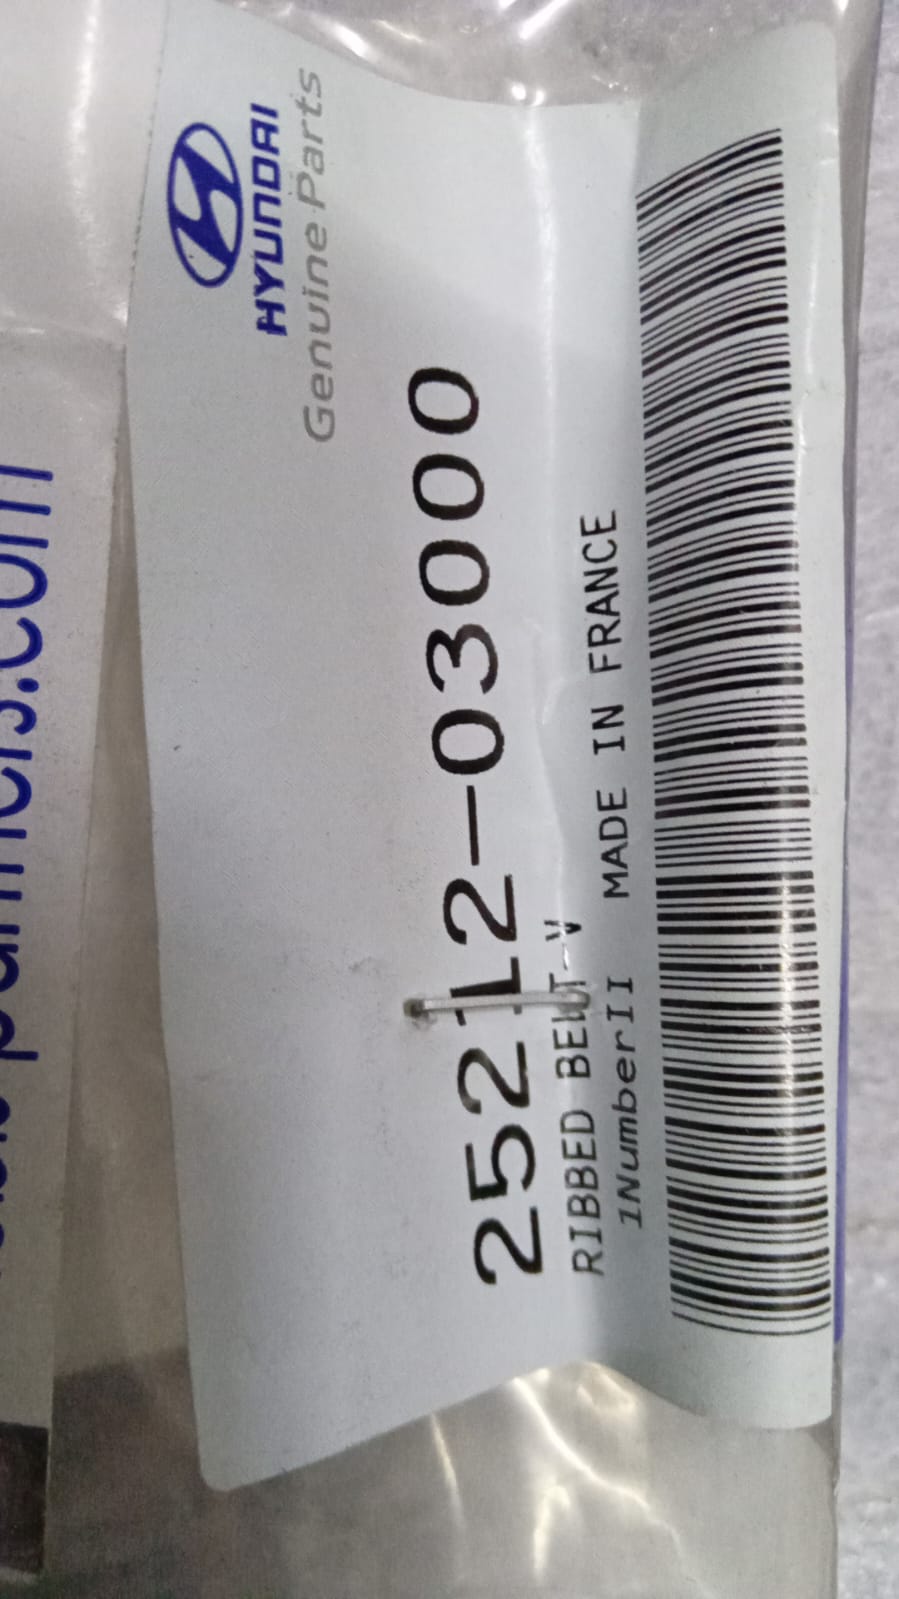 HYUNDAI
Genuine Parts
25212-03000
RIBBED BELT-V
1NumberII MADE IN FRANCE